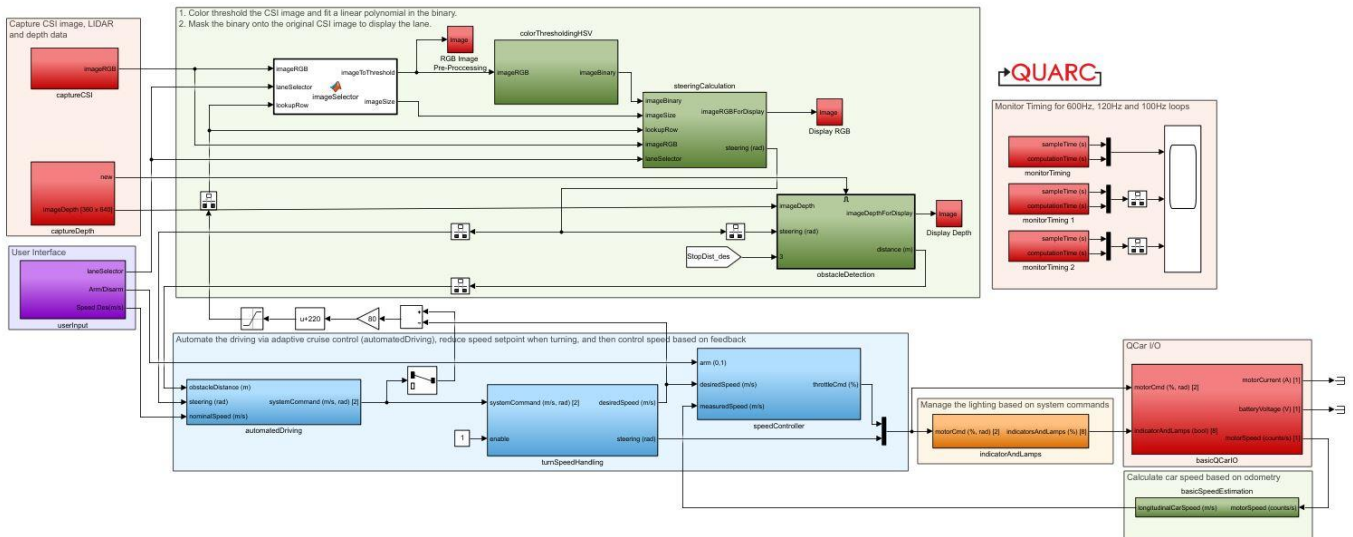 Capture CSI image, LIDAR
and depth data
imageRGB
captureCSI
new
imageDepth [360 x 640]
captureDepth
User Interface
laneSelector
Arm/Disarm
Speed Des(m/s)
userInput
1. Color threshold the CSI image and fit a linear polynomial in the binary.
2. Mask the binary onto the original CSI image to display the lane.
imageRGB
laneSelector
lookupRow
imageToThreshold
imageSize
imageSelector
Image
RGB Image
Pre-Proccessing
colorThresholdingHSV
imageRGB
imageBinary
steeringCalculation
imageBinary
imageSize
lookupRow
imageRGB
laneSelector
imageRGBForDisplay
steering (rad)
Image
Display RGB
imageDepth
steering (rad)
3
imageDepthForDisplay
distance (m)
obstacleDetection
StopDist_des
Image
Display Depth
QUARC
Monitor Timing for 600Hz, 120Hz and 100Hz loops
sampleTime (s)
computationTime (s)
monitorTiming
sampleTime (s)
computationTime (s)
monitorTiming 1
sampleTime (s)
computationTime (s)
monitorTiming 2
u+220
80
+
−
Automate the driving via adaptive cruise control (automatedDriving), reduce speed setpoint when turning, and then control speed based on feedback
obstacleDistance (m)
steering (rad)
nominalSpeed (m/s)
systemCommand (m/s, rad) [2]
automatedDriving
1
systemCommand (m/s, rad) [2]
enable
desiredSpeed (m/s)
steering (rad)
turnSpeedHandling
arm (0,1)
desiredSpeed (m/s)
measuredSpeed (m/s)
throttleCmd (%)
speedController
Manage the lighting based on system commands
motorCmd (%, rad) [2]
indicatorsAndLamps (%) [8]
indicatorAndLamps
QCar I/O
motorCmd (%, rad) [2]
indicatorAndLamps (bool) [8]
motorCurrent (A) [1]
batteryVoltage (V) [1]
motorSpeed (counts/s) [1]
basicQCarIO
Calculate car speed based on odometry
basicSpeedEstimation
longitudinalCarSpeed (m/s)
motorSpeed (counts/s)